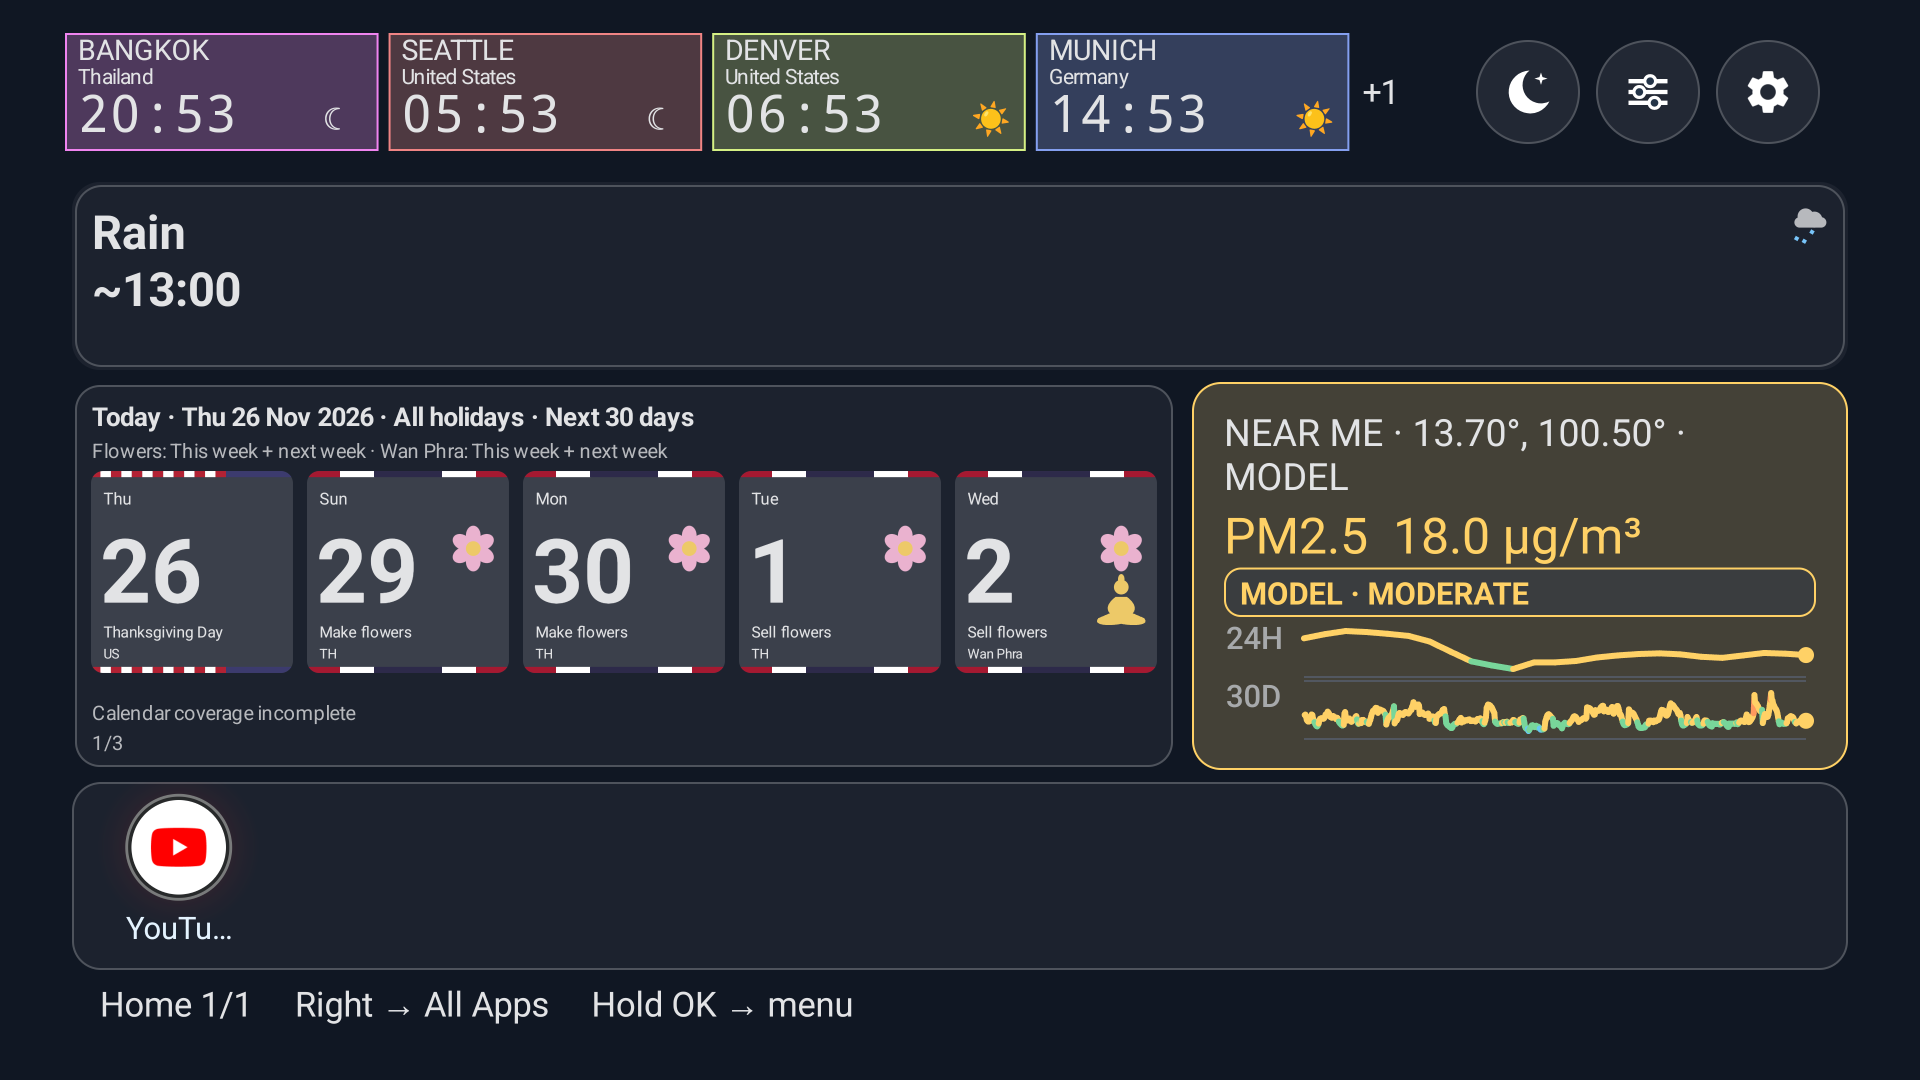 BANGKOK
Thailand
20:53
SEATTLE
United States
05:53
DENVER
United States
06:53
MUNICH
Germany
14:53
+1
Rain
~13:00
Today · Thu 26 Nov 2026 · All holidays · Next 30 days
Flowers: This week + next week · Wan Phra: This week + next week
Thu
26
Thanksgiving Day
US
Sun
29
Make flowers
TH
Mon
30
Make flowers
TH
Tue
1
Sell flowers
TH
Wed
2
Sell flowers
Wan Phra
Calendar coverage incomplete
1/3
NEAR ME · 13.70°, 100.50° ·
MODEL
PM2.5 18.0 µg/m³
MODEL · MODERATE
24H
30D
YouTu...
Home 1/1 Right → All Apps Hold OK → menu